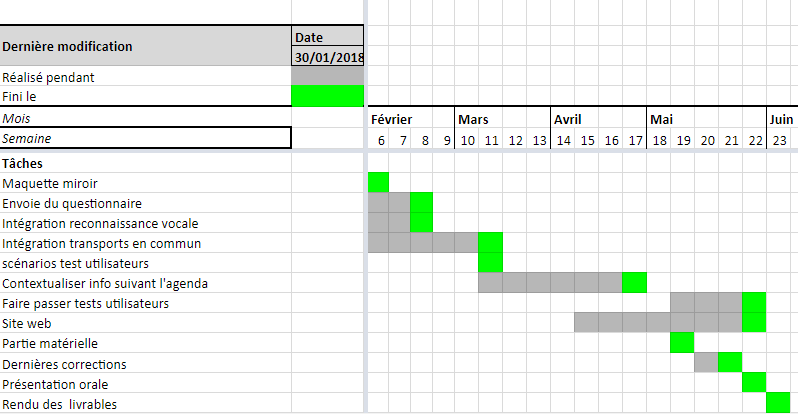 Date
Dernière modification
30/01/2018
Réalisé pendant
Fini le
Mois Février Mars Avril Mai Juin
Semaine 6 7 8 9 10 11 12 13 14 15 16 17 18 19 20 21 22 23
Tâches
Maquette miroir
Envoie du questionnaire
Intégration reconnaissance vocale
Intégration transports en commun
scénarios test utilisateurs
Contextualiser info suivant l'agenda
Faire passer tests utilisateurs
Site web
Partie matérielle
Dernières corrections
Présentation orale
Rendu des  livrables